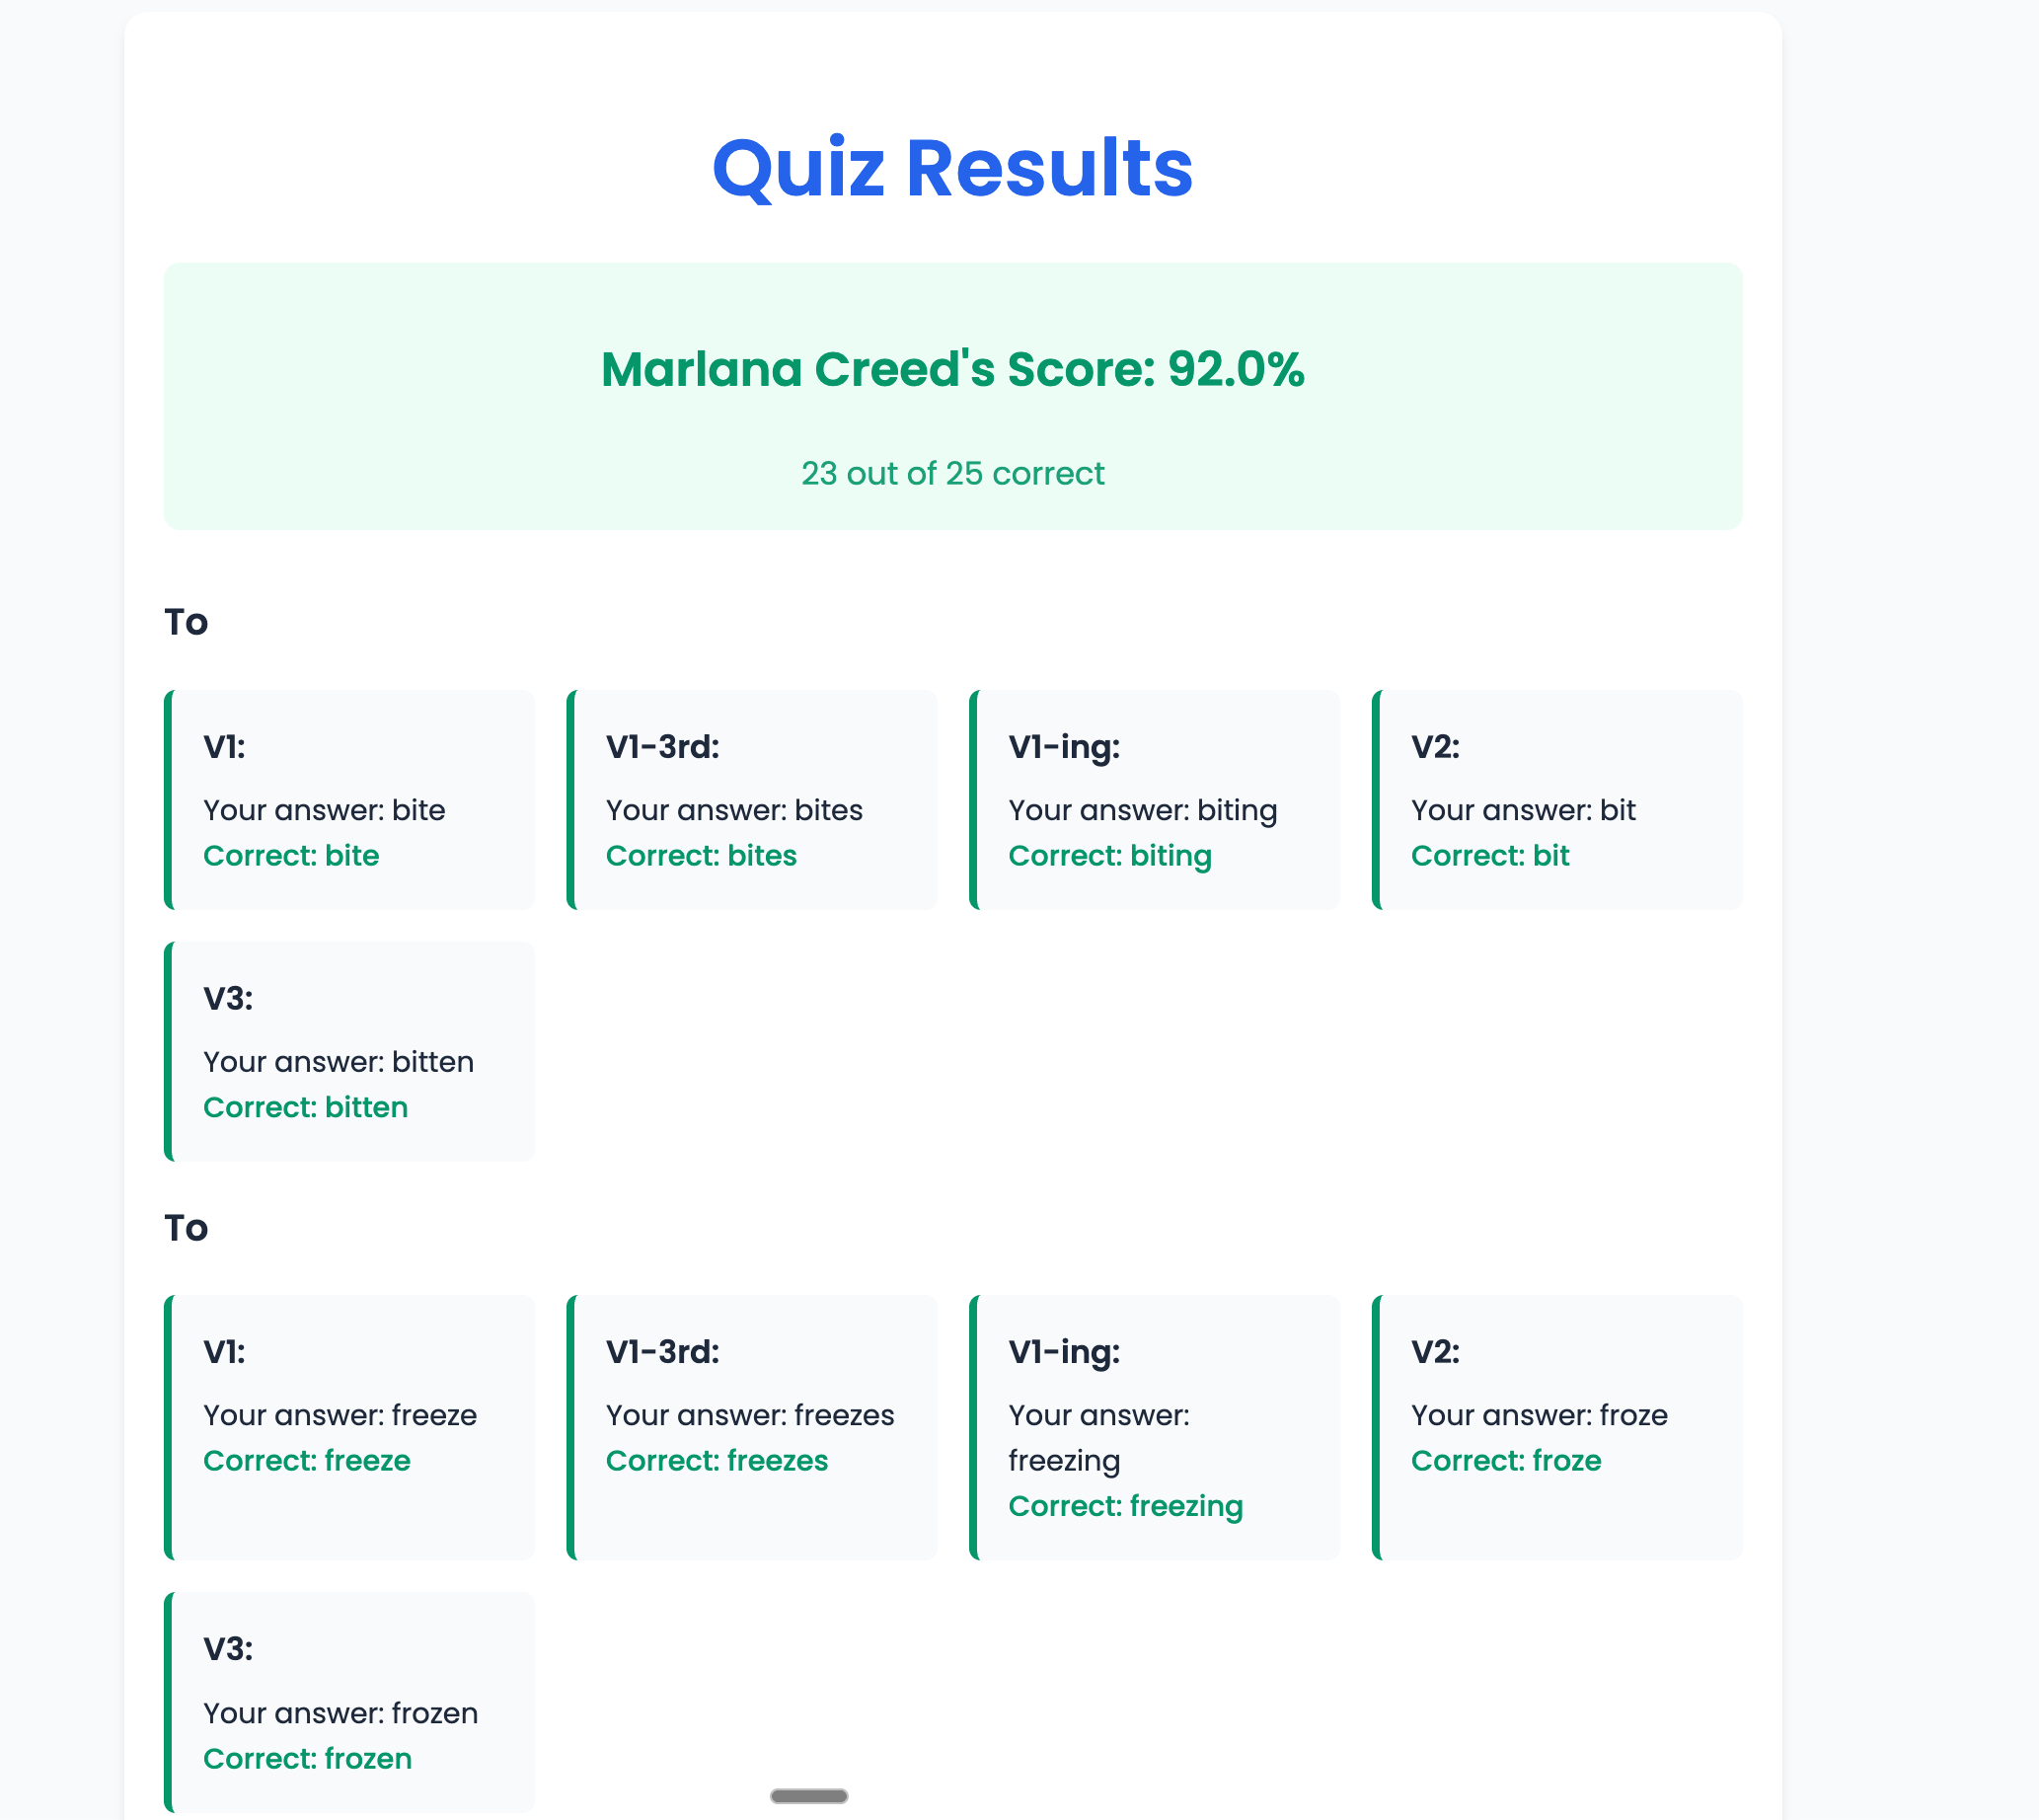 Quiz Results
Marlana Creed's Score: 92.0%
23 out of 25 correct
To
V1:
Your answer: bite
Correct: bite
V1-3rd:
Your answer: bites
Correct: bites
V1-ing:
Your answer: biting
Correct: biting
V2:
Your answer: bit
Correct: bit
V3:
Your answer: bitten
Correct: bitten
To
V1:
Your answer: freeze
Correct: freeze
V1-3rd:
Your answer: freezes
Correct: freezes
V1-ing:
Your answer:
freezing
Correct: freezing
V2:
Your answer: froze
Correct: froze
V3:
Your answer: frozen
Correct: frozen